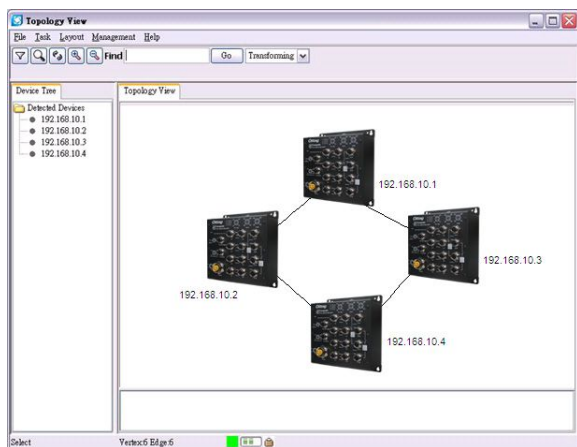 Topology View
File Task Layout Management Help
Find Go Transforming
Device Tree
Topology View
Detected Devices
192.168.10.1
192.168.10.2
192.168.10.3
192.168.10.4
192.168.10.1
192.168.10.3
192.168.10.2
192.168.10.4
Select Vertex:6 Edge:6